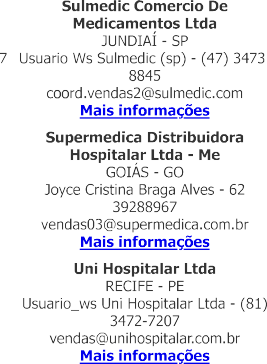 Sulmedic Comercio De
Medicamentos Ltda
JUNDIAÍ - SP
7 Usuario Ws Sulmedic (sp) - (47) 3473
8845
coord.vendas2@sulmedic.com
Mais informações
Supermedica Distribuidora
Hospitalar Ltda - Me
GOIÁS - GO
Joyce Cristina Braga Alves - 62
39288967
vendas03@supermedica.com.br
Mais informações
Uni Hospitalar Ltda
RECIFE - PE
Usuario_ws Uni Hospitalar Ltda - (81)
3472-7207
vendas@unihospitalar.com.br
Mais informações